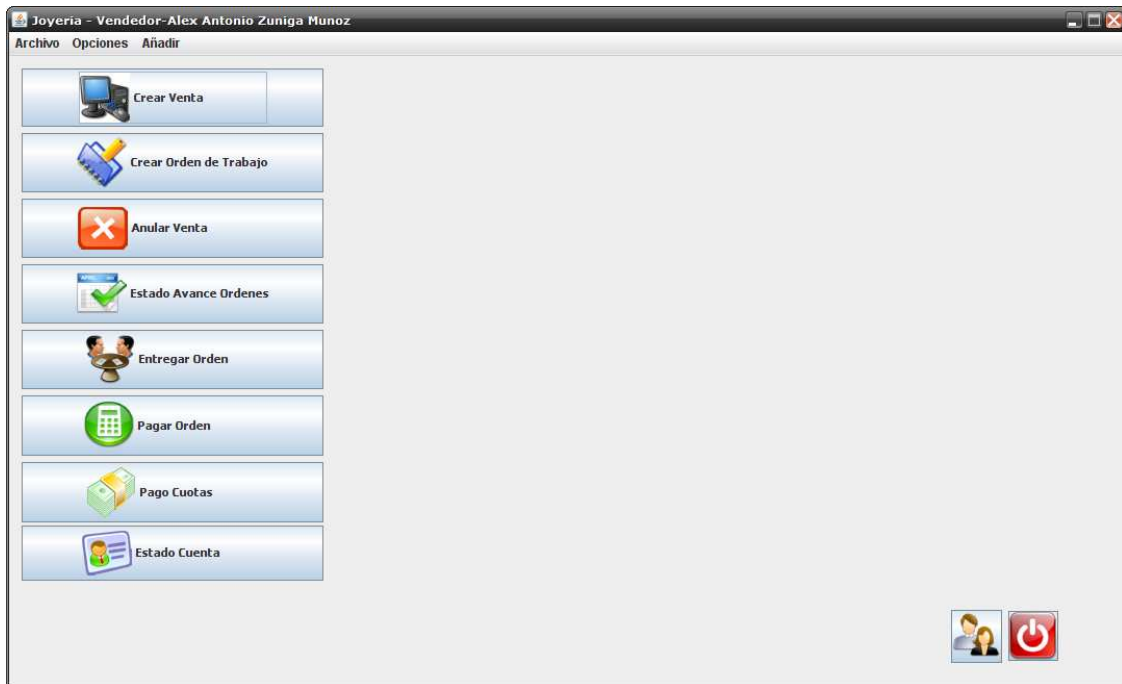 Joyeria - Vendedor-Alex Antonio Zuniga Munoz
Archivo Opciones Añadir
Crear Venta
Crear Orden de Trabajo
Anular Venta
Estado Avance Ordenes
Entregar Orden
Pagar Orden
Pago Cuotas
Estado Cuenta